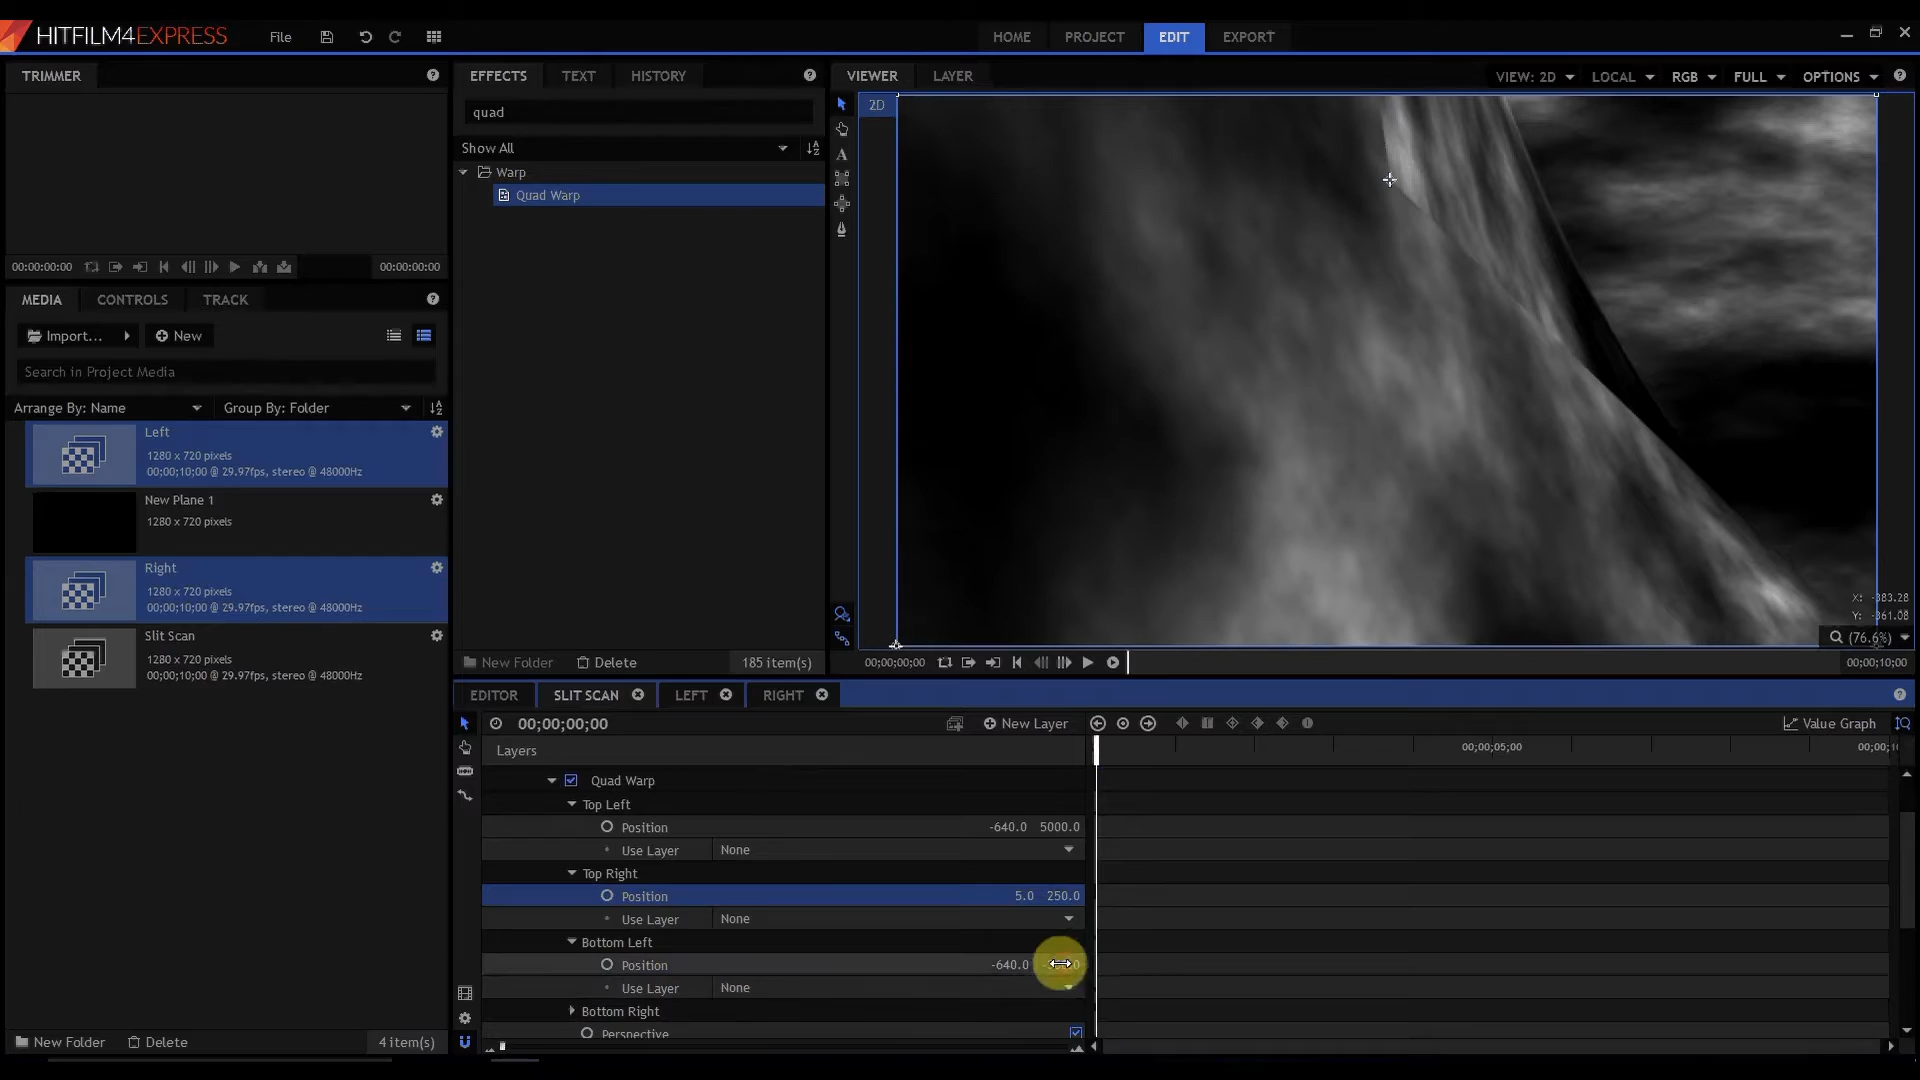 HITFILM4EXPRESS
File
HOME
PROJECT
EDIT
EXPORT
TRIMMER
EFFECTS
TEXT
HISTORY
VIEWER
LAYER
VIEW: 2D
LOCAL
RGB
FULL
OPTIONS
quad
2D
Show All
Warp
Quad Warp
00:00:00:00
00:00:00:00
MEDIA
CONTROLS
TRACK
Import...
New
Search in Project Media
Arrange By: Name
Group By: Folder
Left
1280 x 720 pixels
00;00;10;00 @ 29.97fps, stereo @ 48000Hz
New Plane 1
1280 x 720 pixels
Right
1280 x 720 pixels
00;00;10;00 @ 29.97fps, stereo @ 48000Hz
Slit Scan
1280 x 720 pixels
00;00;10;00 @ 29.97fps, stereo @ 48000Hz
X: -383.28
Y: -361.08
(76.6%)
New Folder
Delete
185 item(s)
00;00;00;00
00;00;10;00
EDITOR
SLIT SCAN
LEFT
RIGHT
00;00;00;00
New Layer
Value Graph
Layers
00;00;05;00
Quad Warp
Top Left
Position
-640.0 5000.0
Use Layer
None
Top Right
Position
5.0 250.0
Use Layer
None
Bottom Left
Position
-640.0
Use Layer
None
Bottom Right
Perspective
New Folder
Delete
4 item(s)